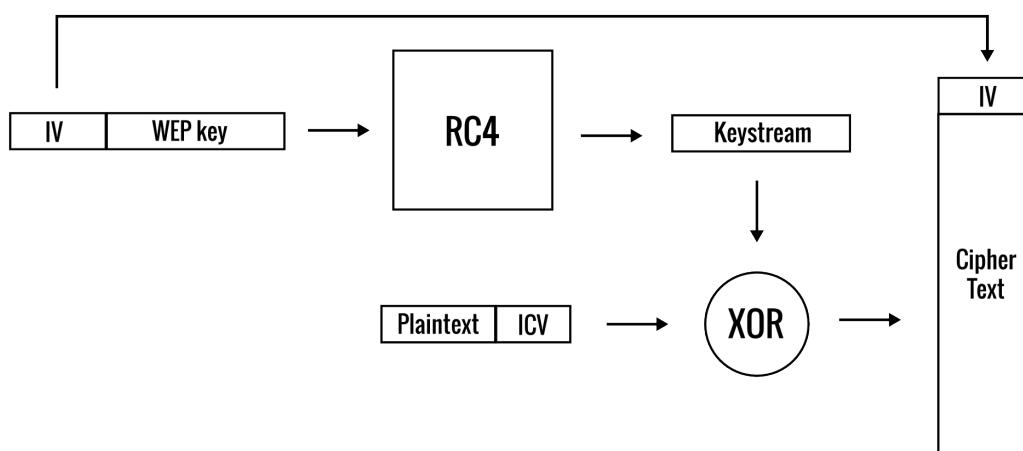 IV
IV
WEP key
RC4
Keystream
Cipher
Text
Plaintext
ICV
XOR